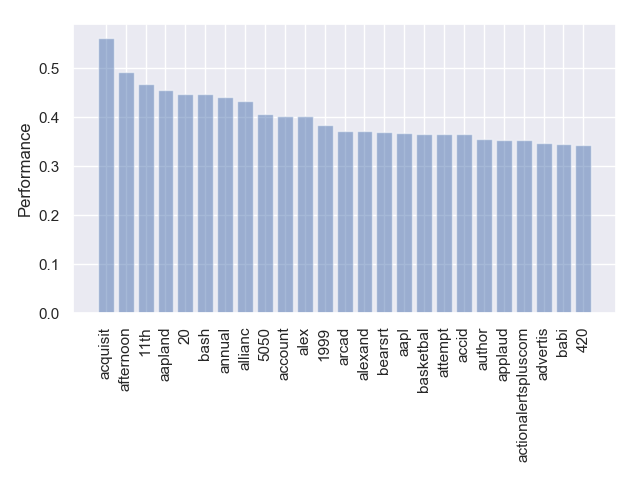 Performance
0.5
0.4
0.3
0.2
0.1
0.0
acquisit
afternoon
11th
aapland
20
bash
annual
allianc
5050
account
alex
1999
arcad
alexand
bearsrt
aapl
basketbal
attempt
accid
author
applaud
actionalertspluscom
advertis
babi
420